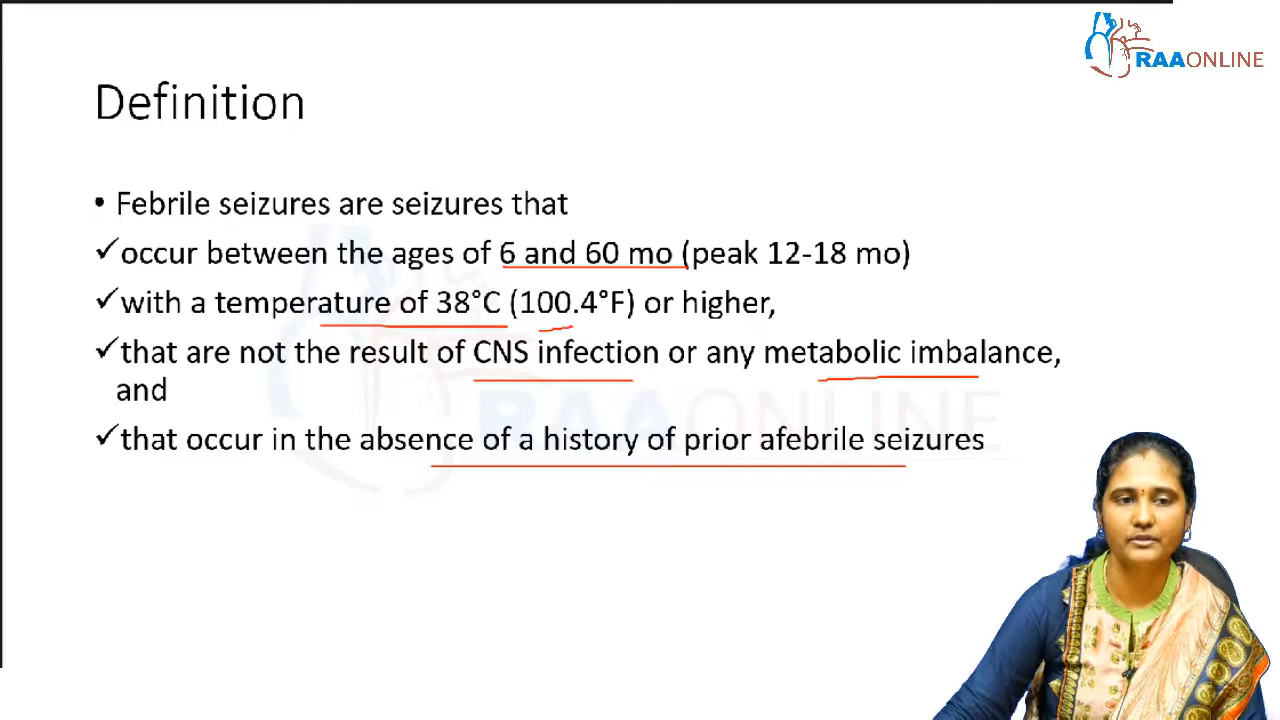 RAAONLINE
Definition
• Febrile seizures are seizures that
✓occur between the ages of 6 and 60 mo (peak 12-18 mo)
✓with a temperature of 38°C (100.4°F) or higher,
✓that are not the result of CNS infection or any metabolic imbalance,
and
✓that occur in the absence of a history of prior afebrile seizures
RAAONLINE